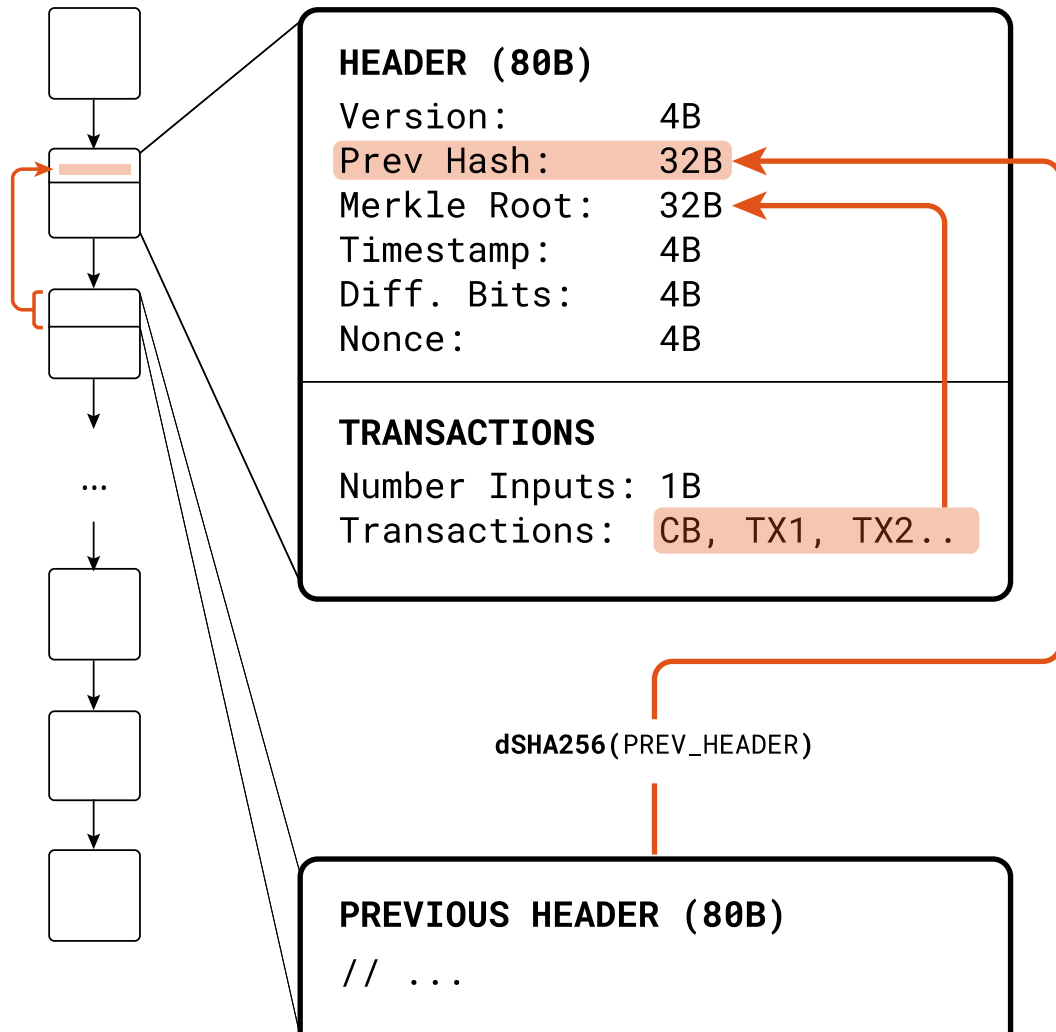 HEADER (80B)
Version: 4B
Prev Hash: 32B
Merkle Root: 32B
Timestamp: 4B
Diff. Bits: 4B
Nonce: 4B
TRANSACTIONS
Number Inputs: 1B
Transactions: CB, TX1, TX2..
...
dSHA256(PREV_HEADER)
PREVIOUS HEADER (80B)
// ...